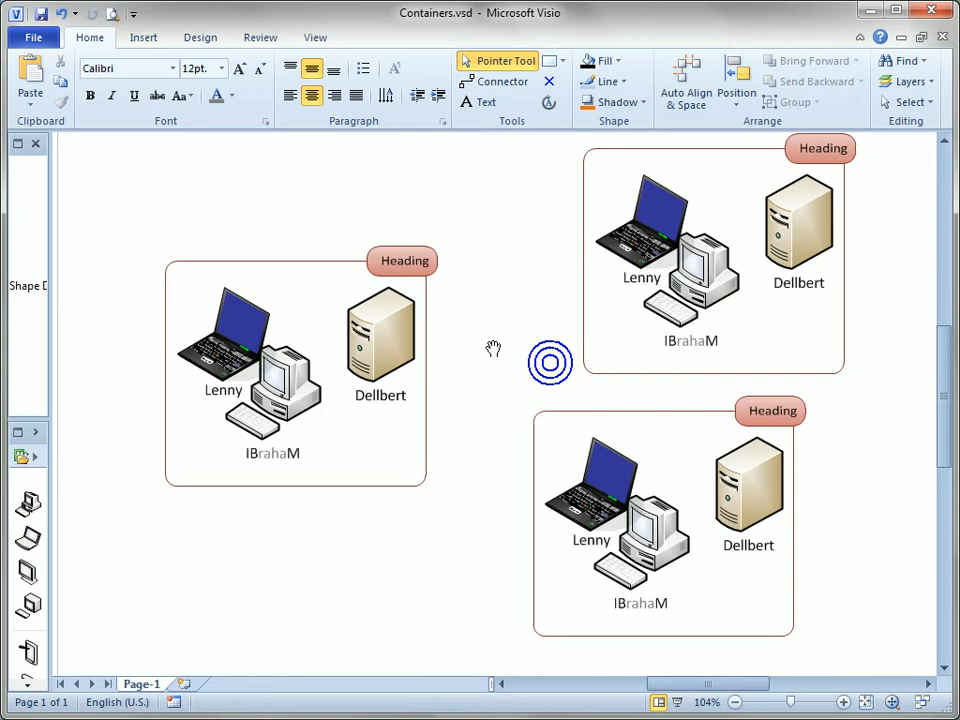 Containers.vsd - Microsoft Visio
File Home Insert Design Review View
Paste
Clipboard
Calibri 12pt.
B I U abc Aa A
Font
Paragraph
Pointer Tool
Connector
A Text
Tools
Fill
Line
Shadow
Shape
Auto Align & Space
Position
Bring Forward
Send Backward
Group
Arrange
Find
Layers
Select
Editing
Shape D
Heading
Lenny
Dellbert
IBrahaM
Heading
Lenny
Dellbert
IBrahaM
Heading
Lenny
Dellbert
IBrahaM
Page-1
Page 1 of 1 English (U.S.) 104%